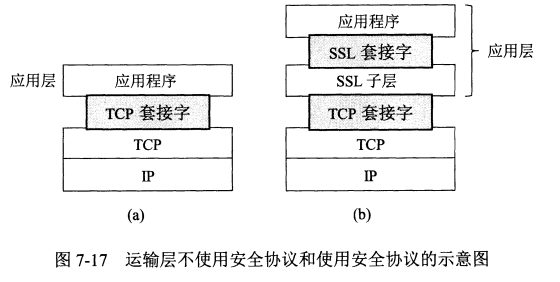 应用层
应用程序
TCP 套接字
TCP
IP
(a)
应用程序
SSL 套接字
SSL 子层
TCP 套接字
TCP
IP
应用层
(b)
图 7-17 运输层不使用安全协议和使用安全协议的示意图